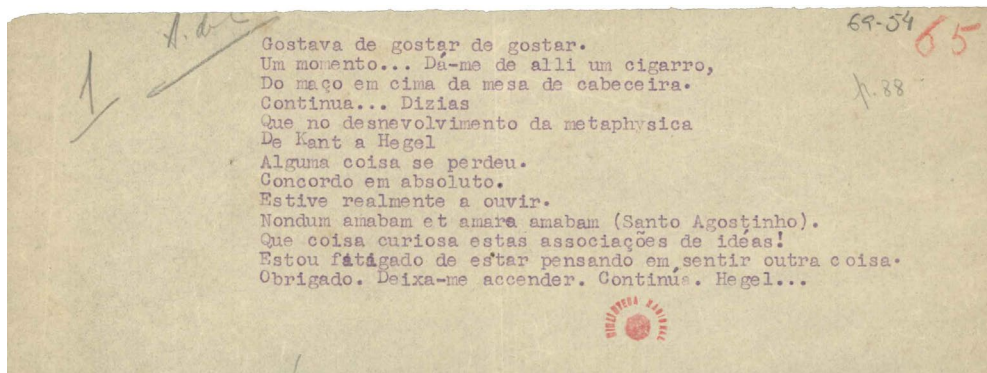 1
A. de C
69-54
65
p. 88
Gostava de gostar de gostar.
Um momento... Dá-me de alli um cigarro,
Do maço em cima da mesa de cabeceira.
Continua... Dizias
Que no desnevolvimento da metaphysica
De Kant a Hegel
Alguma coisa se perdeu.
Concordo em absoluto.
Estive realmente a ouvir.
Nondum amabam et amare amabam (Santo Agostinho).
Que coisa curiosa estas associações de idéas!
Estou fatigado de estar pensando em sentir outra coisa.
Obrigado. Deixa-me accender. Continúa. Hegel...
BIBLIOTECA NACIONAL